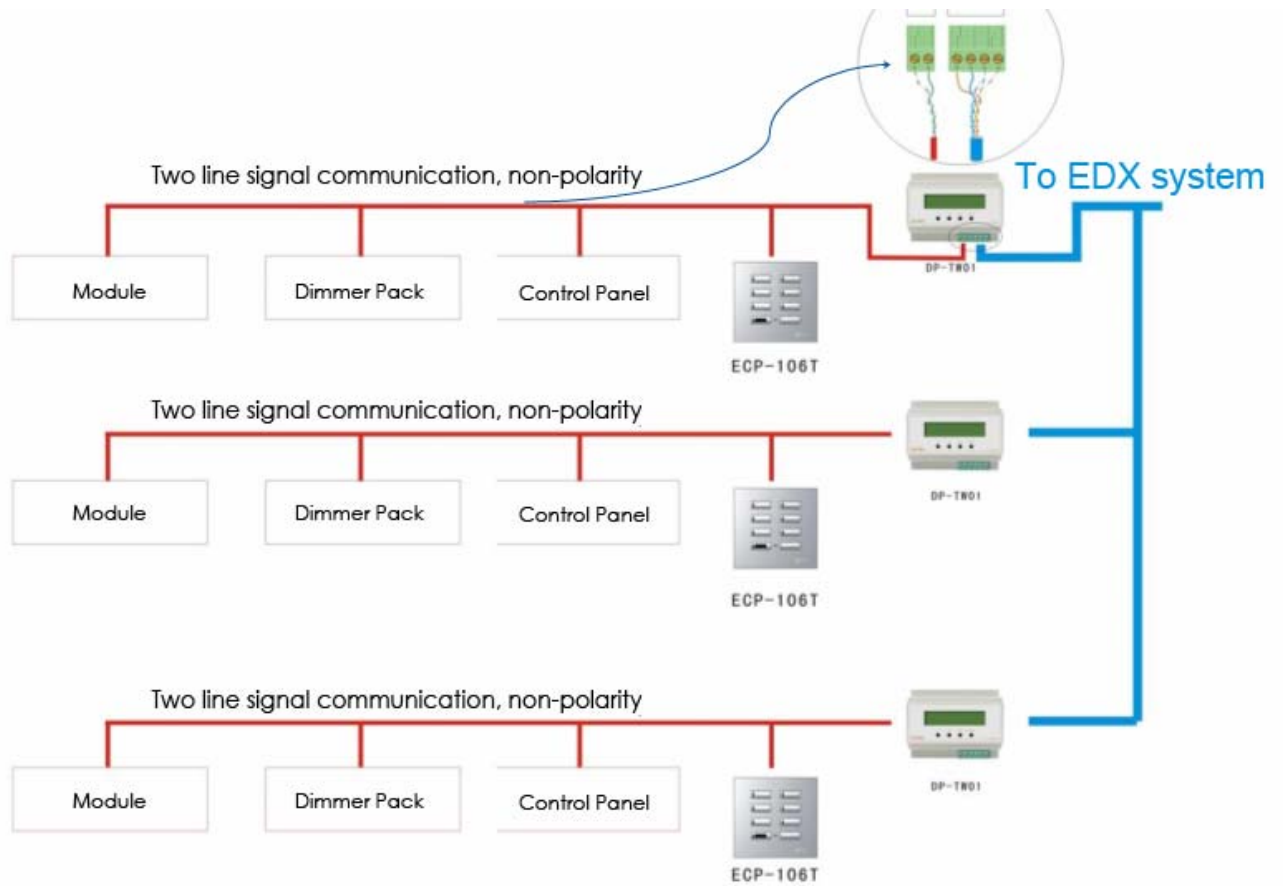 Two line signal communication, non-polarity
To EDX system
DP-TW01
Module
Dimmer Pack
Control Panel
ECP-106T
Two line signal communication, non-polarity
DP-TW01
Module
Dimmer Pack
Control Panel
ECP-106T
Two line signal communication, non-polarity
DP-TW01
Module
Dimmer Pack
Control Panel
ECP-106T